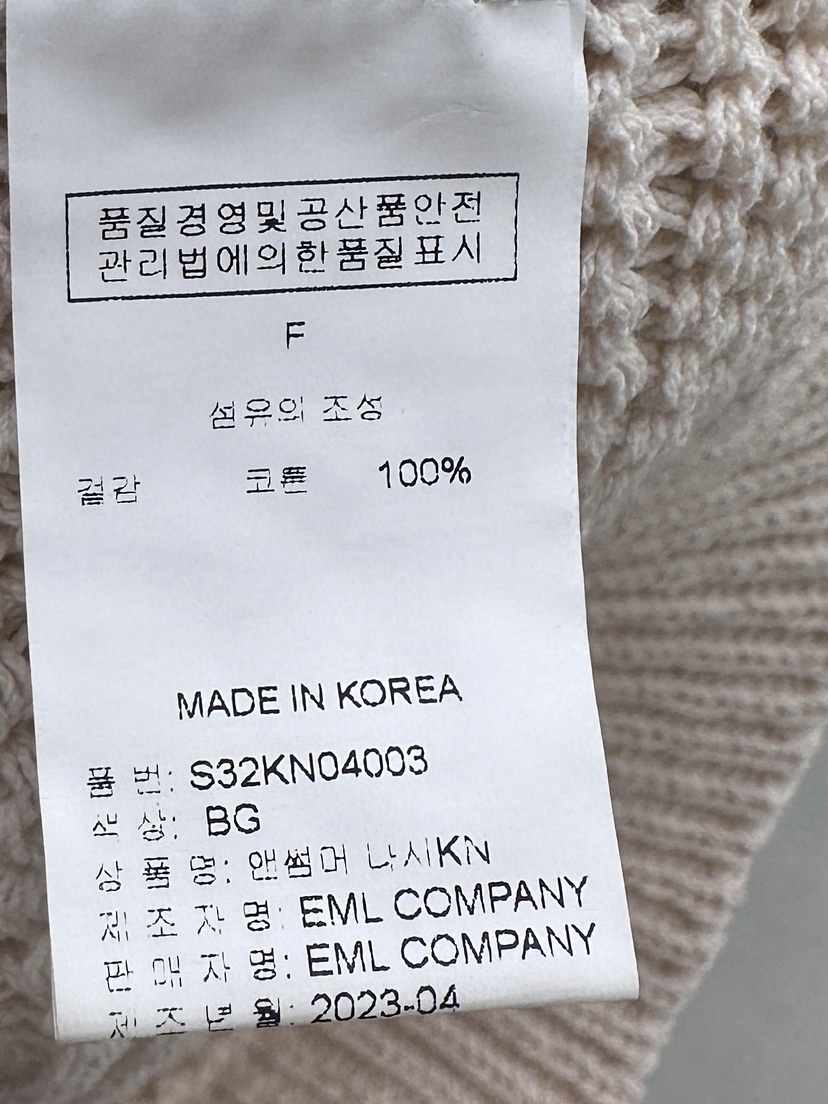 품질경영및공산품안전
관리법에의한품질표시
F
섬유의 조성
겉감 코튼 100%
MADE IN KOREA
품 번: S32KN04003
색 상: BG
상 품 명: 앤썸머 나시KN
제 조 자 명: EML COMPANY
판 매 자 명: EML COMPANY
제 조 년 월: 2023-04